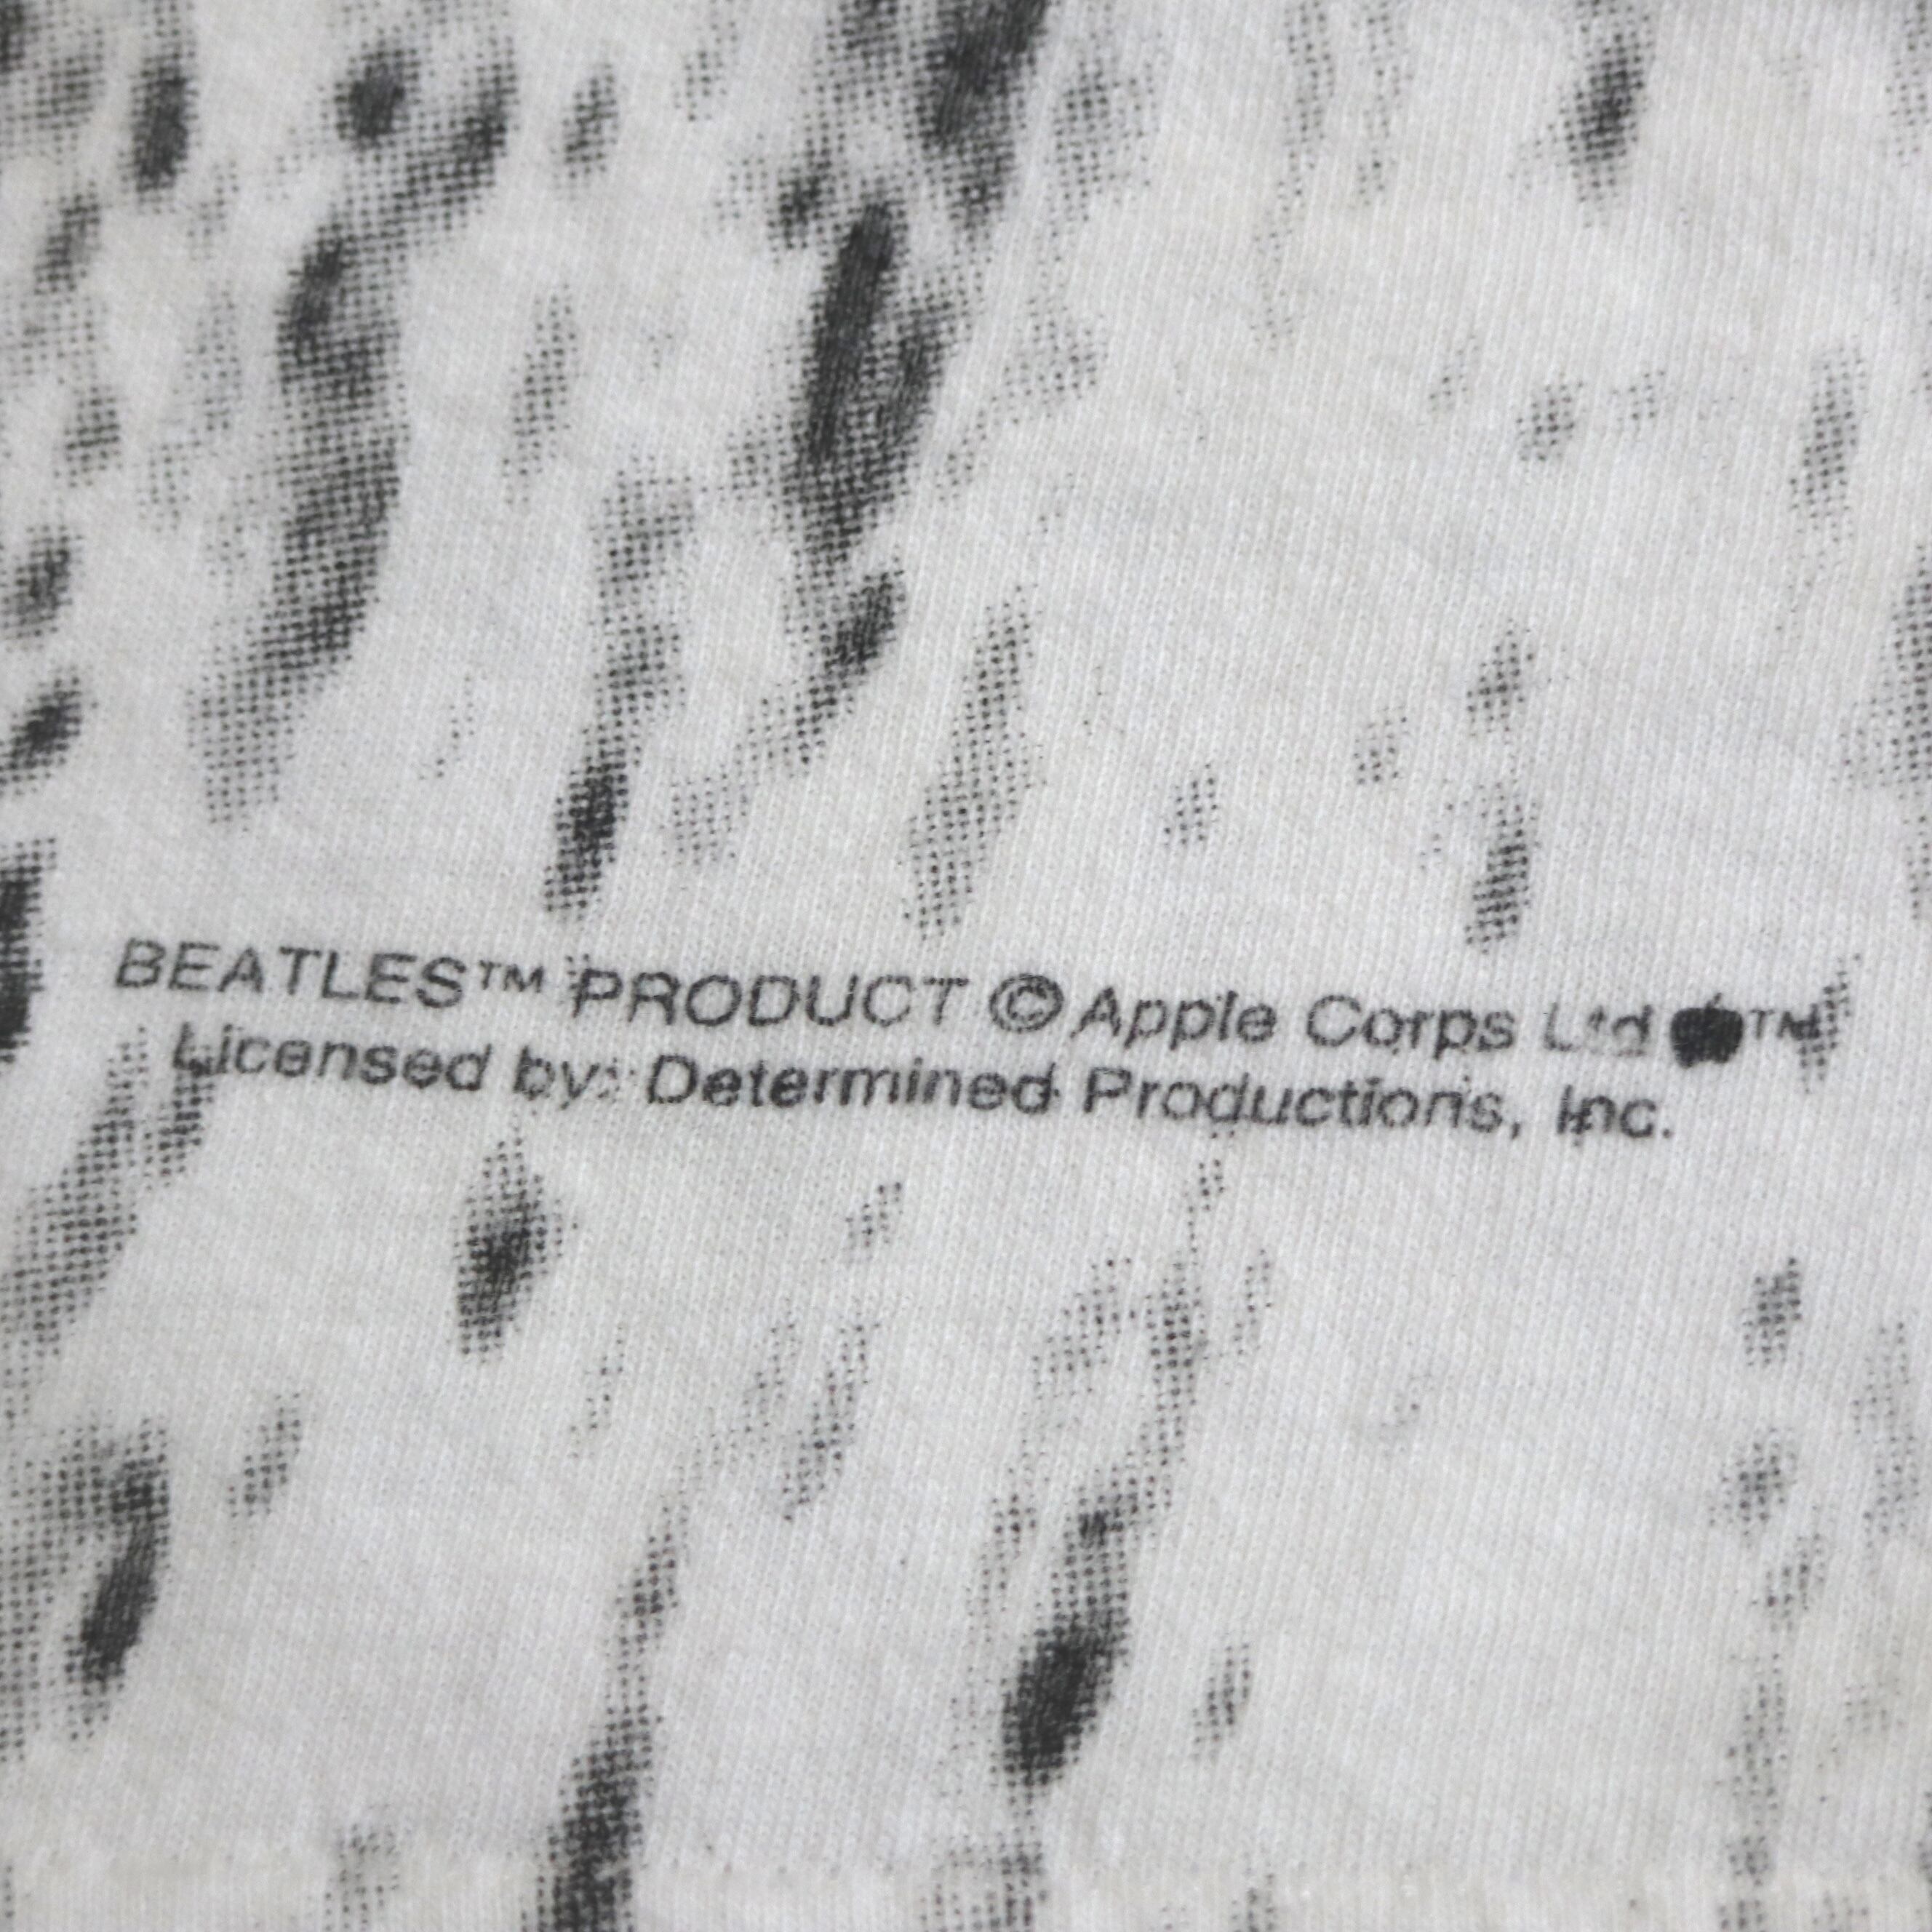 BEATLES™ PRODUCT © Apple Corps Ltd ™
Licensed by: Determined Productions, Inc.